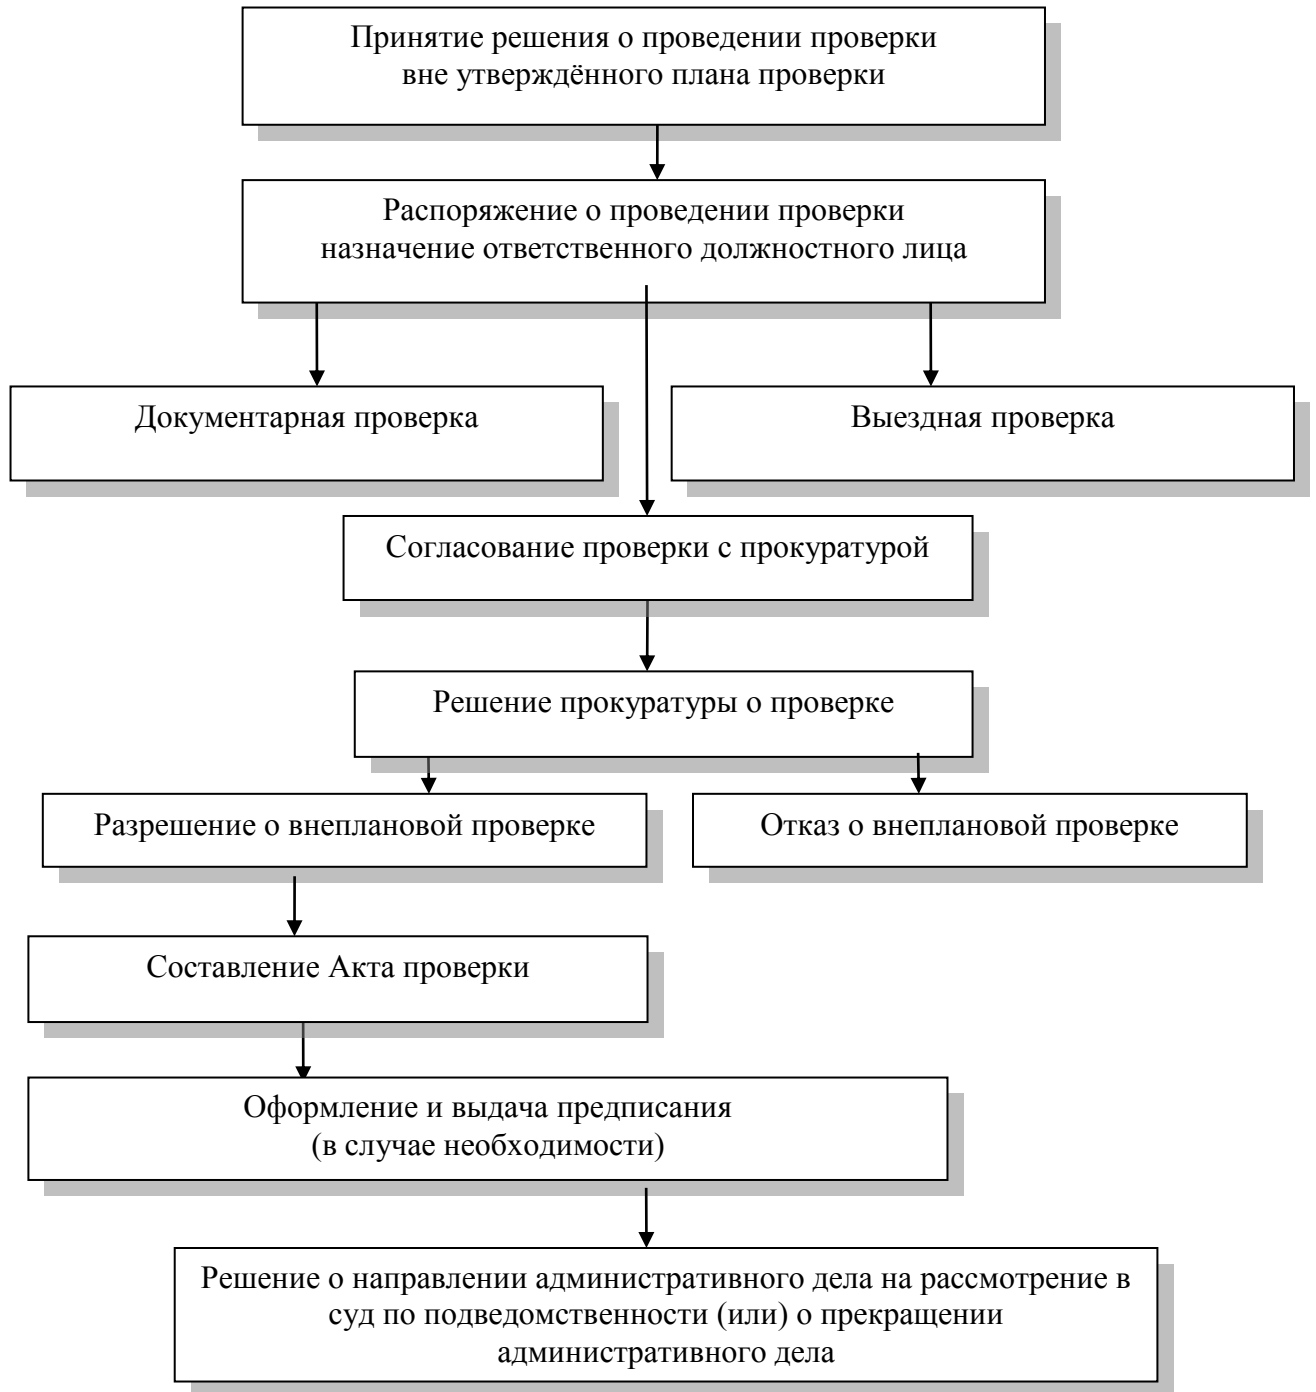 Принятие решения о проведении проверки
вне утверждённого плана проверки
Распоряжение о проведении проверки
назначение ответственного должностного лица
Документарная проверка
Выездная проверка
Согласование проверки с прокуратурой
Решение прокуратуры о проверке
Разрешение о внеплановой проверке
Отказ о внеплановой проверке
Составление Акта проверки
Оформление и выдача предписания
(в случае необходимости)
Решение о направлении административного дела на рассмотрение в
суд по подведомственности (или) о прекращении
административного дела